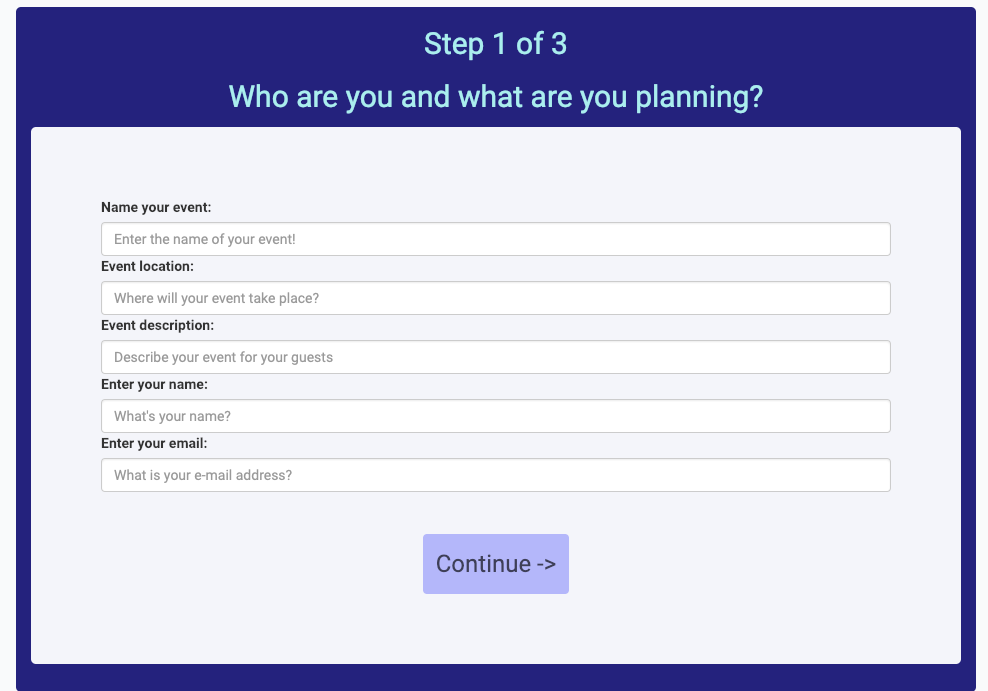 Step 1 of 3
Who are you and what are you planning?
Name your event:
Enter the name of your event!
Event location:
Where will your event take place?
Event description:
Describe your event for your guests
Enter your name:
What's your name?
Enter your email:
What is your e-mail address?
Continue ->